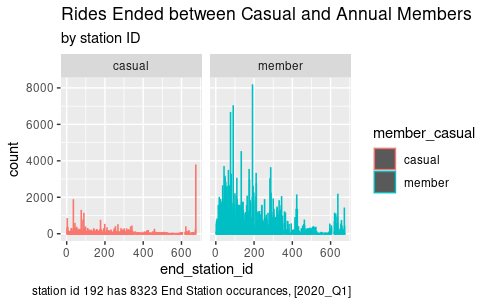 Rides Ended between Casual and Annual Members
by station ID
casual
member
8000
6000
4000
2000
0
count
0 200 400 600
0 200 400 600
end_station_id
member_casual
casual
member
station id 192 has 8323 End Station occurances, [2020_Q1]